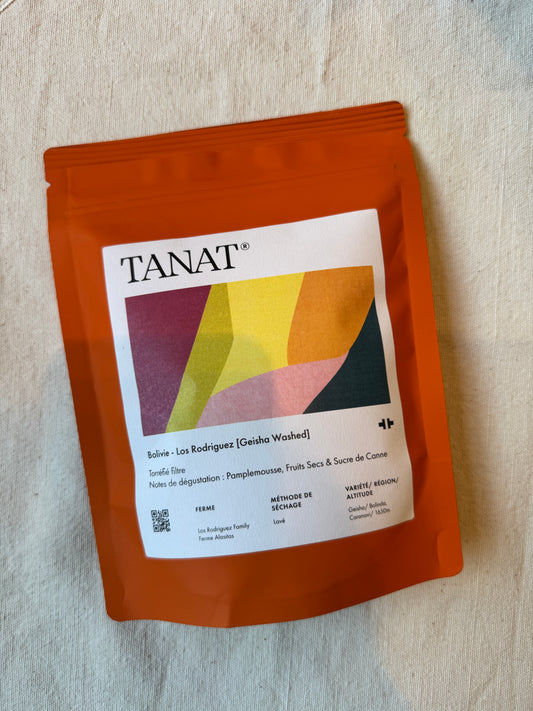 TANAT®
Bolivie - Los Rodriguez [Geisha Washed]
Torréfié filtre
Notes de dégustation : Pamplemousse, Fruits Secs & Sucre de Canne
FERME
Los Rodriguez Family
Ferme Alasitas
MÉTHODE DE
SÉCHAGE
Lavé
VARIÉTÉ/ RÉGION/
ALTITUDE
Geisha/ Bolinda,
Caranavi/ 1650m